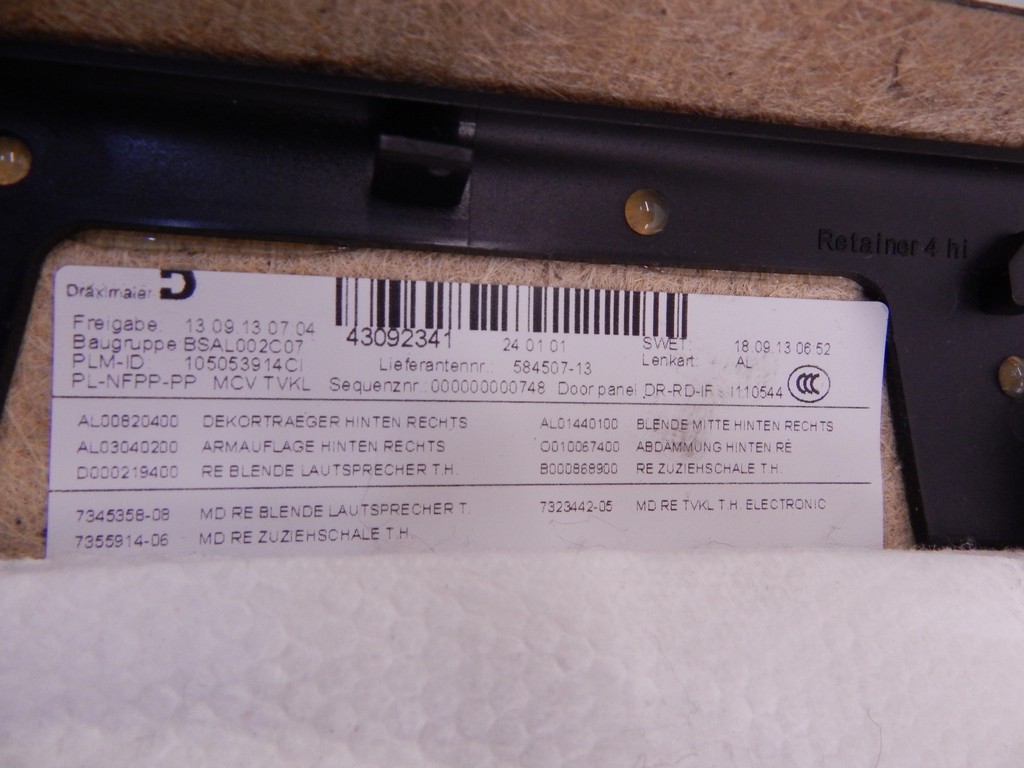 Retainer 4 hi
Dräxlmaier D
Freigabe: 13.09.13 07:04
43092341 24 01 01 SWET: 18.09.13 06:52
Baugruppe BSAL002C07
PLM-ID: 105053914CI Lieferantennr.: 584507-13 Lenkart: AL
PL-NFPP-PP MCV TVKL Sequenznr.:000000000748 Doorpanel DR-RD-IF I110544 CCC
AL00820400 DEKORTRAEGER HINTEN RECHTS AL01440100 BLENDE MITTE HINTEN RECHTS
AL03040200 ARMAUFLAGE HINTEN RECHTS O010067400 ABDAMMUNG HINTEN RE
D000219400 RE BLENDE LAUTSPRECHER T.H. B000868900 RE ZUZIEHSCHALE T.H.
7345358-08 MD RE BLENDE LAUTSPRECHER T. 7323442-05 MD RE TVKL T.H. ELECTRONIC
7355914-06 MD RE ZUZIEHSCHALE T.H.